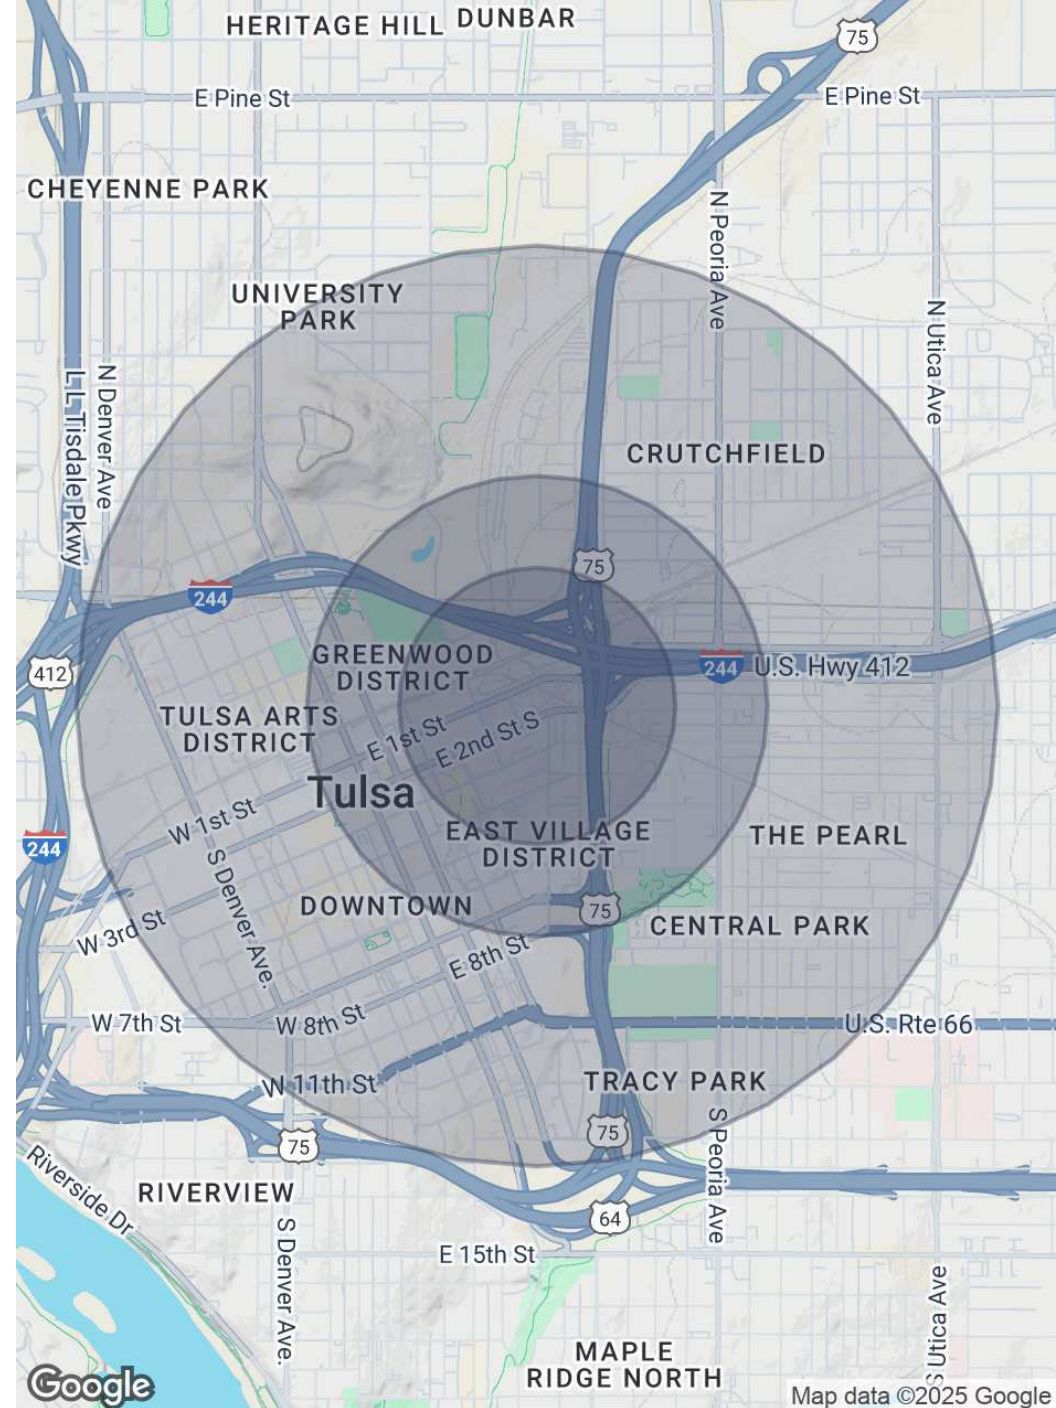 HERITAGE HILL
DUNBAR
75
E Pine St
E Pine St
CHEYENNE PARK
N Peoria Ave
UNIVERSITY
PARK
N Utica Ave
N Denver Ave
L L Tisdale Pkwy
CRUTCHFIELD
75
244
GREENWOOD
DISTRICT
244
U.S. Hwy 412
412
TULSA ARTS
DISTRICT
E 1st St
E 2nd St S
Tulsa
W 1st St
EAST VILLAGE
DISTRICT
THE PEARL
244
S Denver Ave.
DOWNTOWN
75
CENTRAL PARK
W 3rd St
E 8th St
W 7th St
W 8th St
U.S. Rte 66
W 11th St
TRACY PARK
75
75
S Peoria Ave
Riverside Dr
RIVERVIEW
64
S Denver Ave.
E 15th St
S Utica Ave
MAPLE
RIDGE NORTH
Google
Map data ©2025 Google